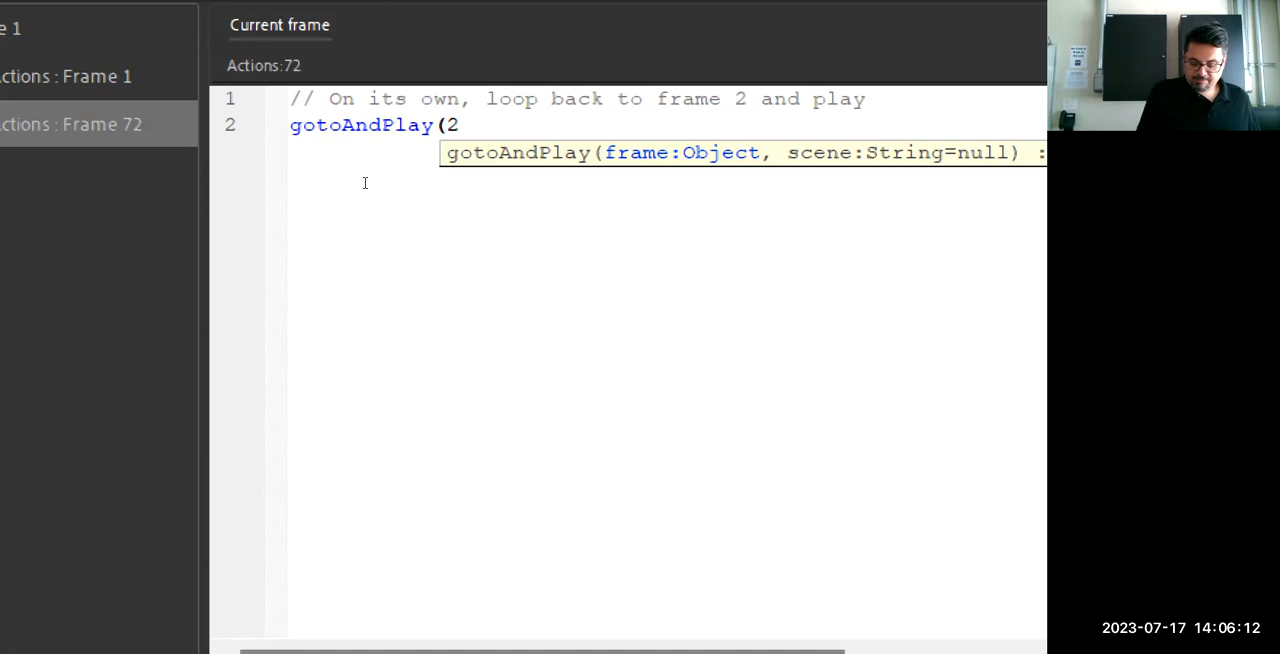 e 1
ctions : Frame 1
ctions : Frame 72
Current frame
Actions:72
1 // On its own, loop back to frame 2 and play
2 gotoAndPlay(2
gotoAndPlay(frame:Object, scene:String=null) :
2023-07-17 14:06:12